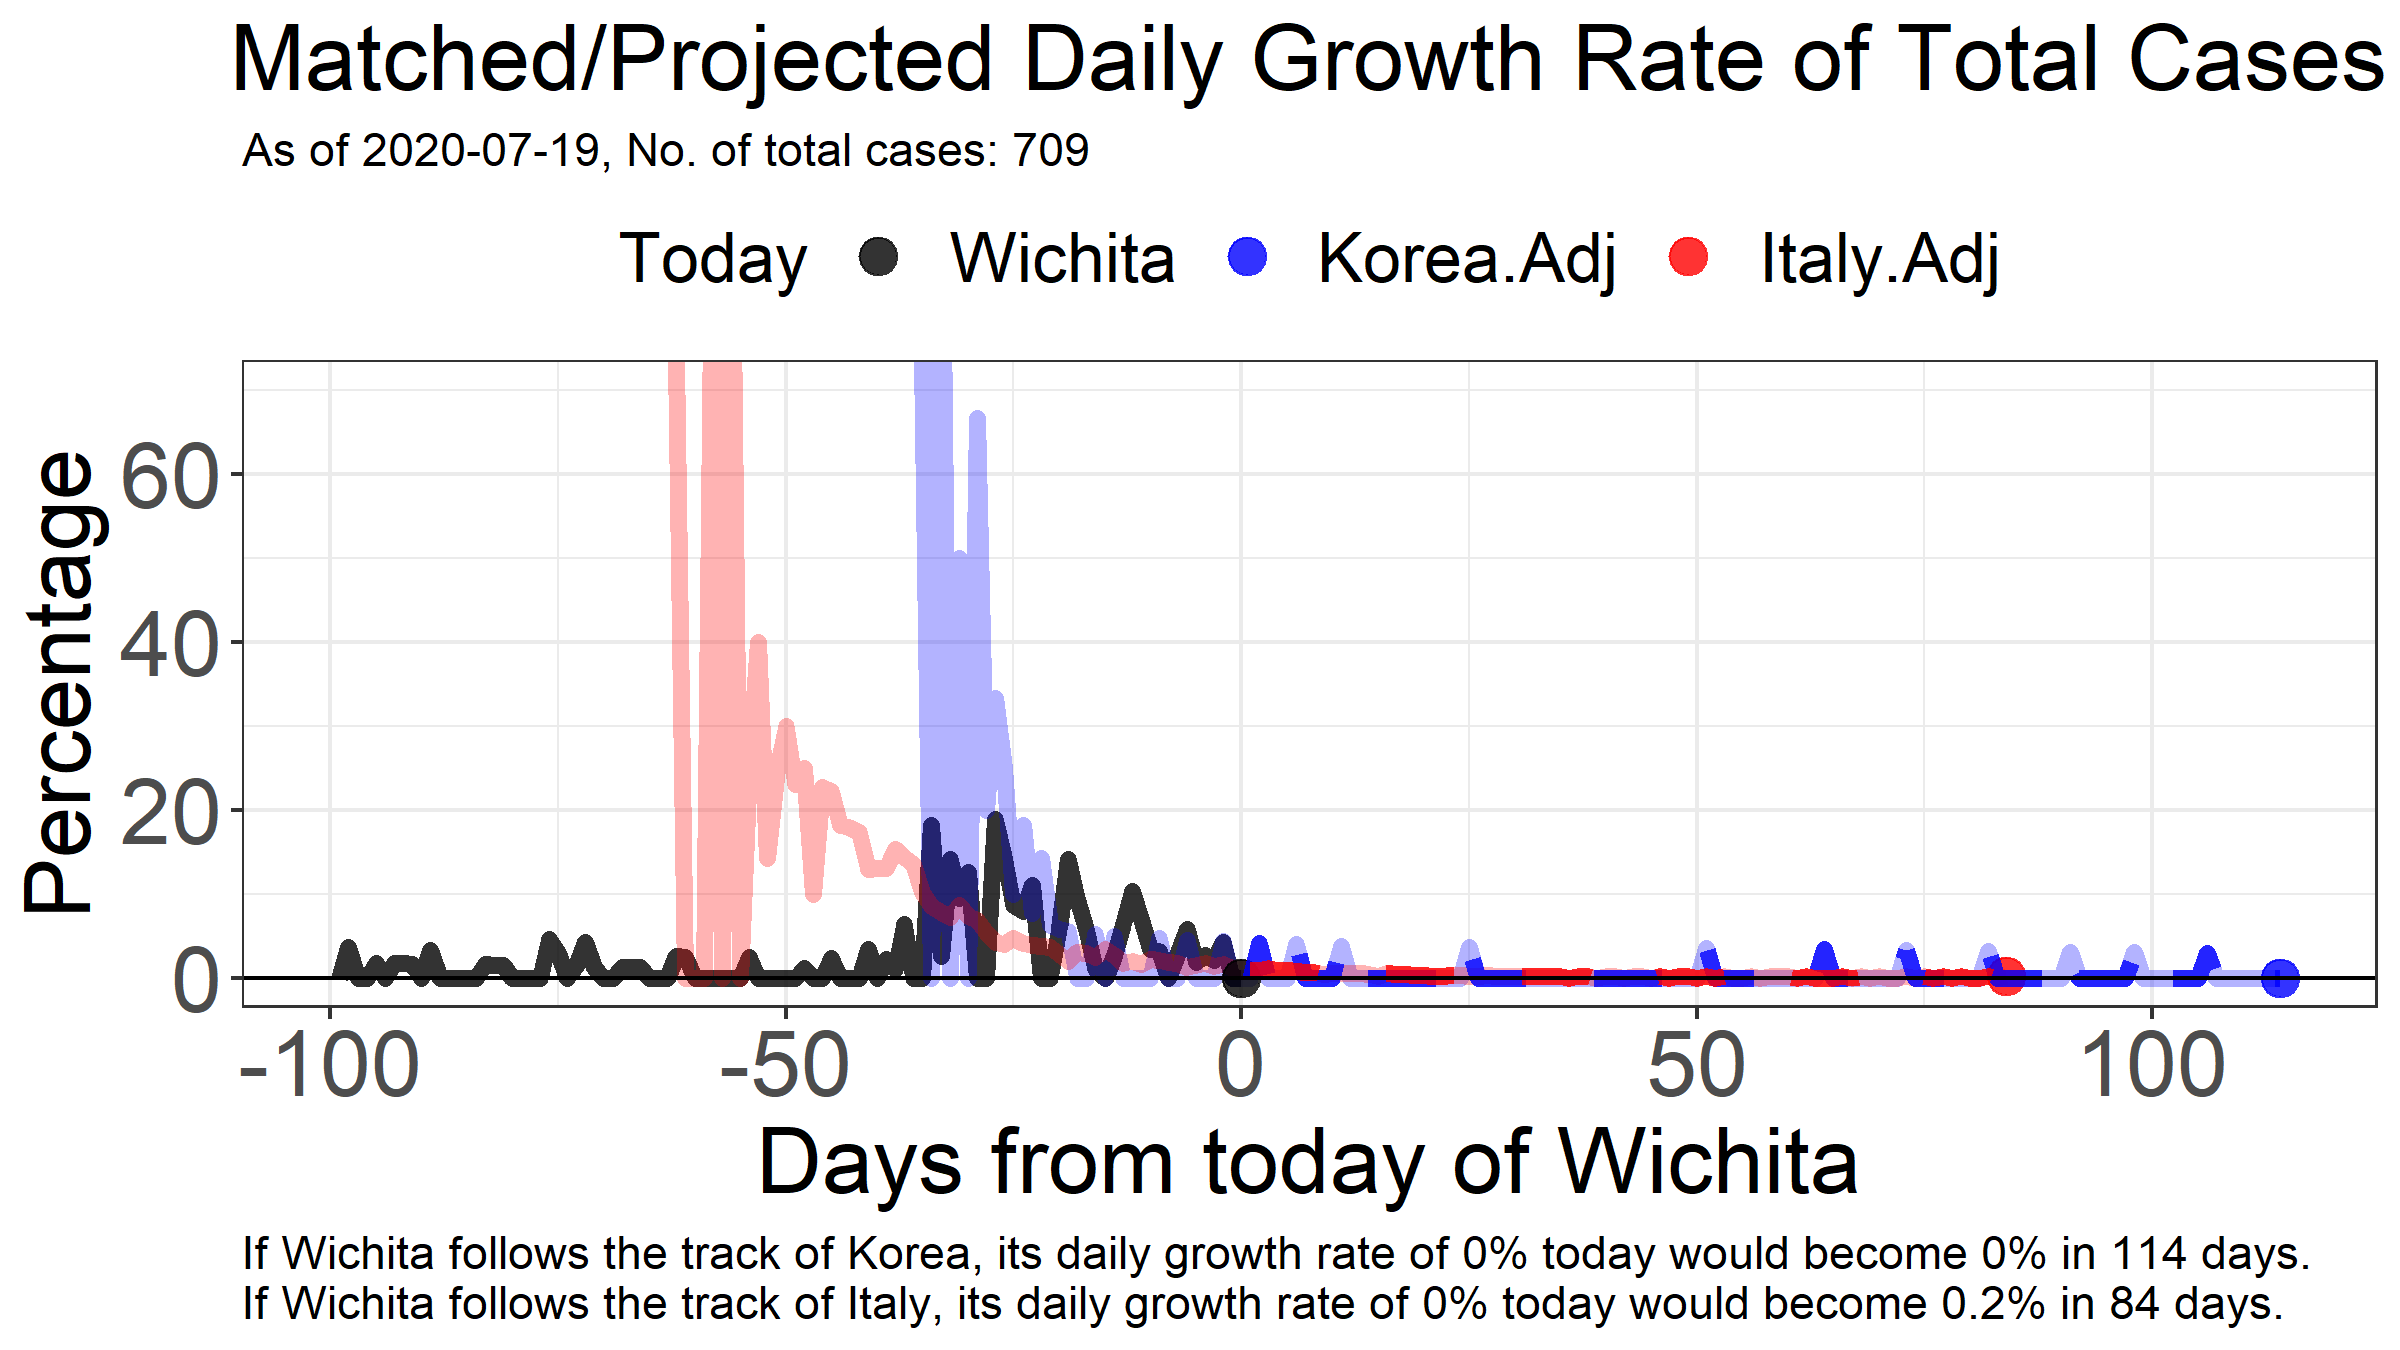 Matched/Projected Daily Growth Rate of Total Cases
As of 2020-07-19, No. of total cases: 709
Today Wichita Korea.Adj Italy.Adj
Percentage
60
40
20
0
-100 -50 0 50 100
Days from today of Wichita
If Wichita follows the track of Korea, its daily growth rate of 0% today would become 0% in 114 days.
If Wichita follows the track of Italy, its daily growth rate of 0% today would become 0.2% in 84 days.